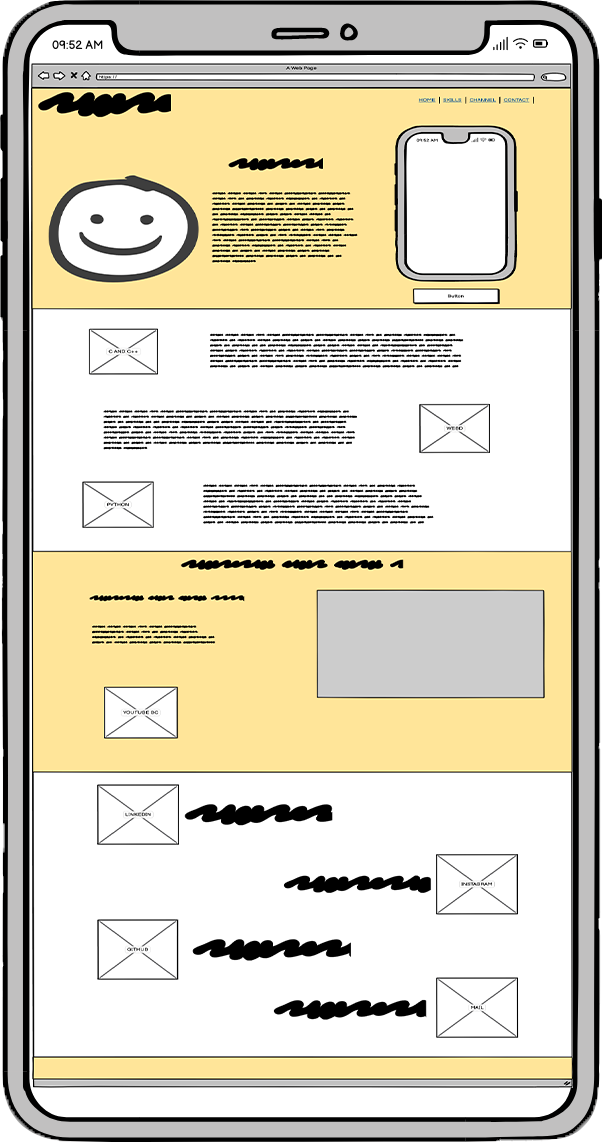 09:52 AM
A Web Page
https://
HOME | SKILLS | CHANNEL | CONTACT |
09:52 AM
Button
C AND C++
WEBD
PYTHON
YOUTUBE SC
LINKEDIN
INSTAGRAM
GITHUB
MAIL